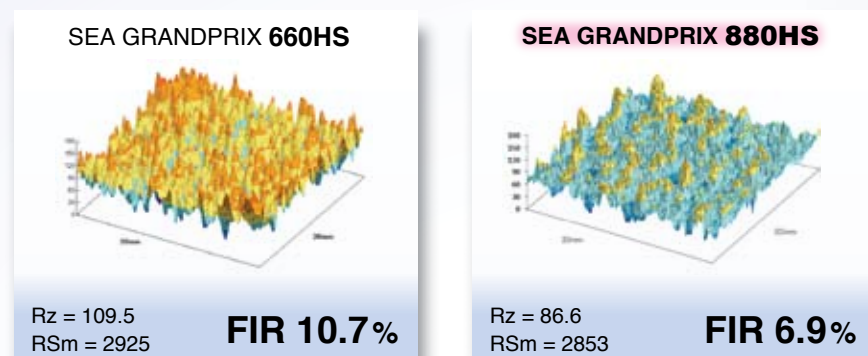 SEA GRANDPRIX 660HS
Rz = 109.5
RSm = 2925
FIR 10.7%
SEA GRANDPRIX 880HS
Rz = 86.6
RSm = 2853
FIR 6.9%